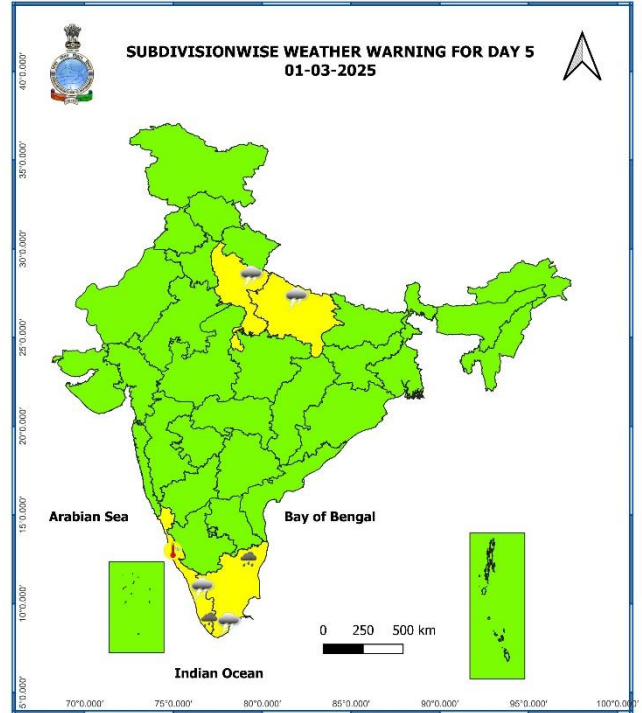 SUBDIVISIONWISE WEATHER WARNING FOR DAY 5
01-03-2025
40°0.000'
35°0.000'
30°0.000'
25°0.000'
20°0.000'
15°0.000'
10°0.000'
5°0.000'
Arabian Sea
Bay of Bengal
0 250 500 km
Indian Ocean
70°0.000' 75°0.000' 80°0.000' 85°0.000' 90°0.000' 95°0.000' 100°0.000'